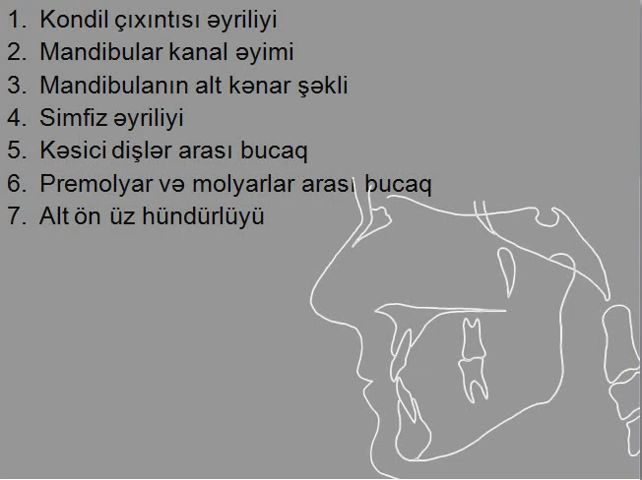 1. Kondil çıxıntısı əyriliyi
2. Mandibular kanal əyimi
3. Mandibulanın alt kənar şəkli
4. Simfiz əyriliyi
5. Kəsici dişlər arası bucaq
6. Premolyar və molyarlar arası bucaq
7. Alt ön üz hündürlüyü